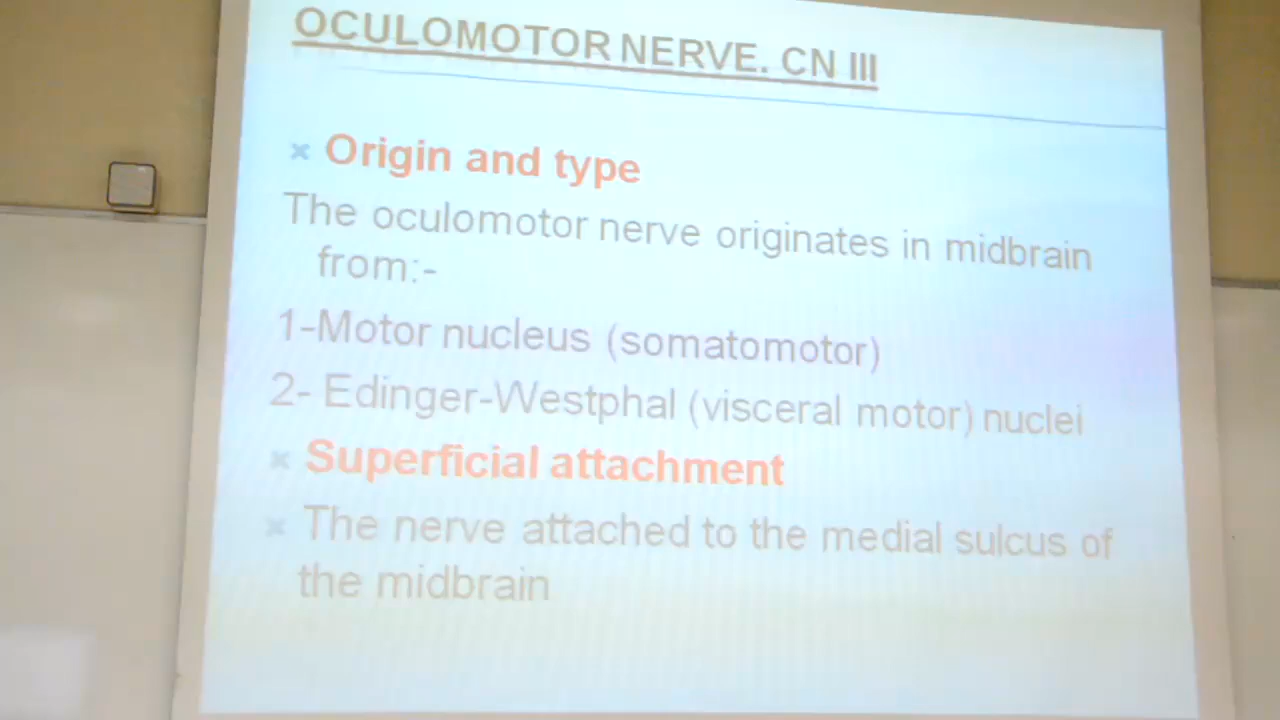 OCULOMOTOR NERVE. CN III
Origin and type
The oculomotor nerve originates in midbrain
from:-
1-Motor nucleus (somatomotor)
2- Edinger-Westphal (visceral motor) nuclei
Superficial attachment
The nerve attached to the medial sulcus of
the midbrain